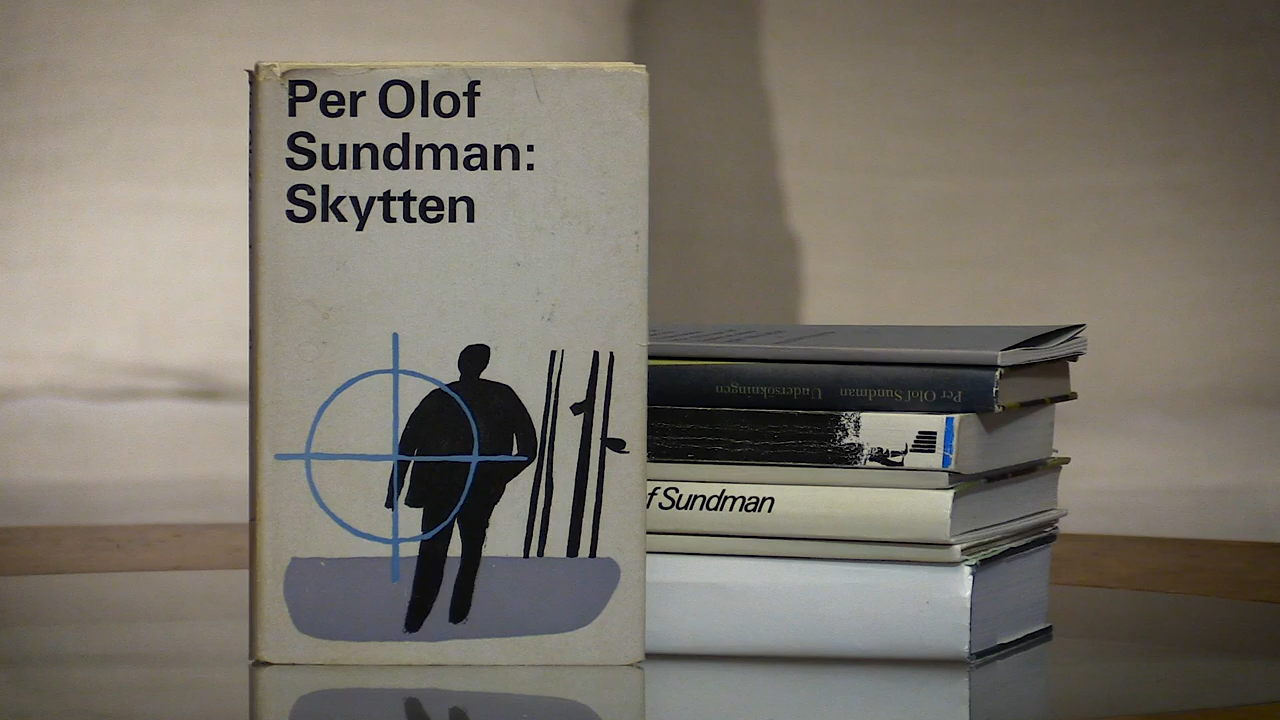 Per Olof
Sundman:
Skytten
Per Olof Sundman Undersökningen
f Sundman